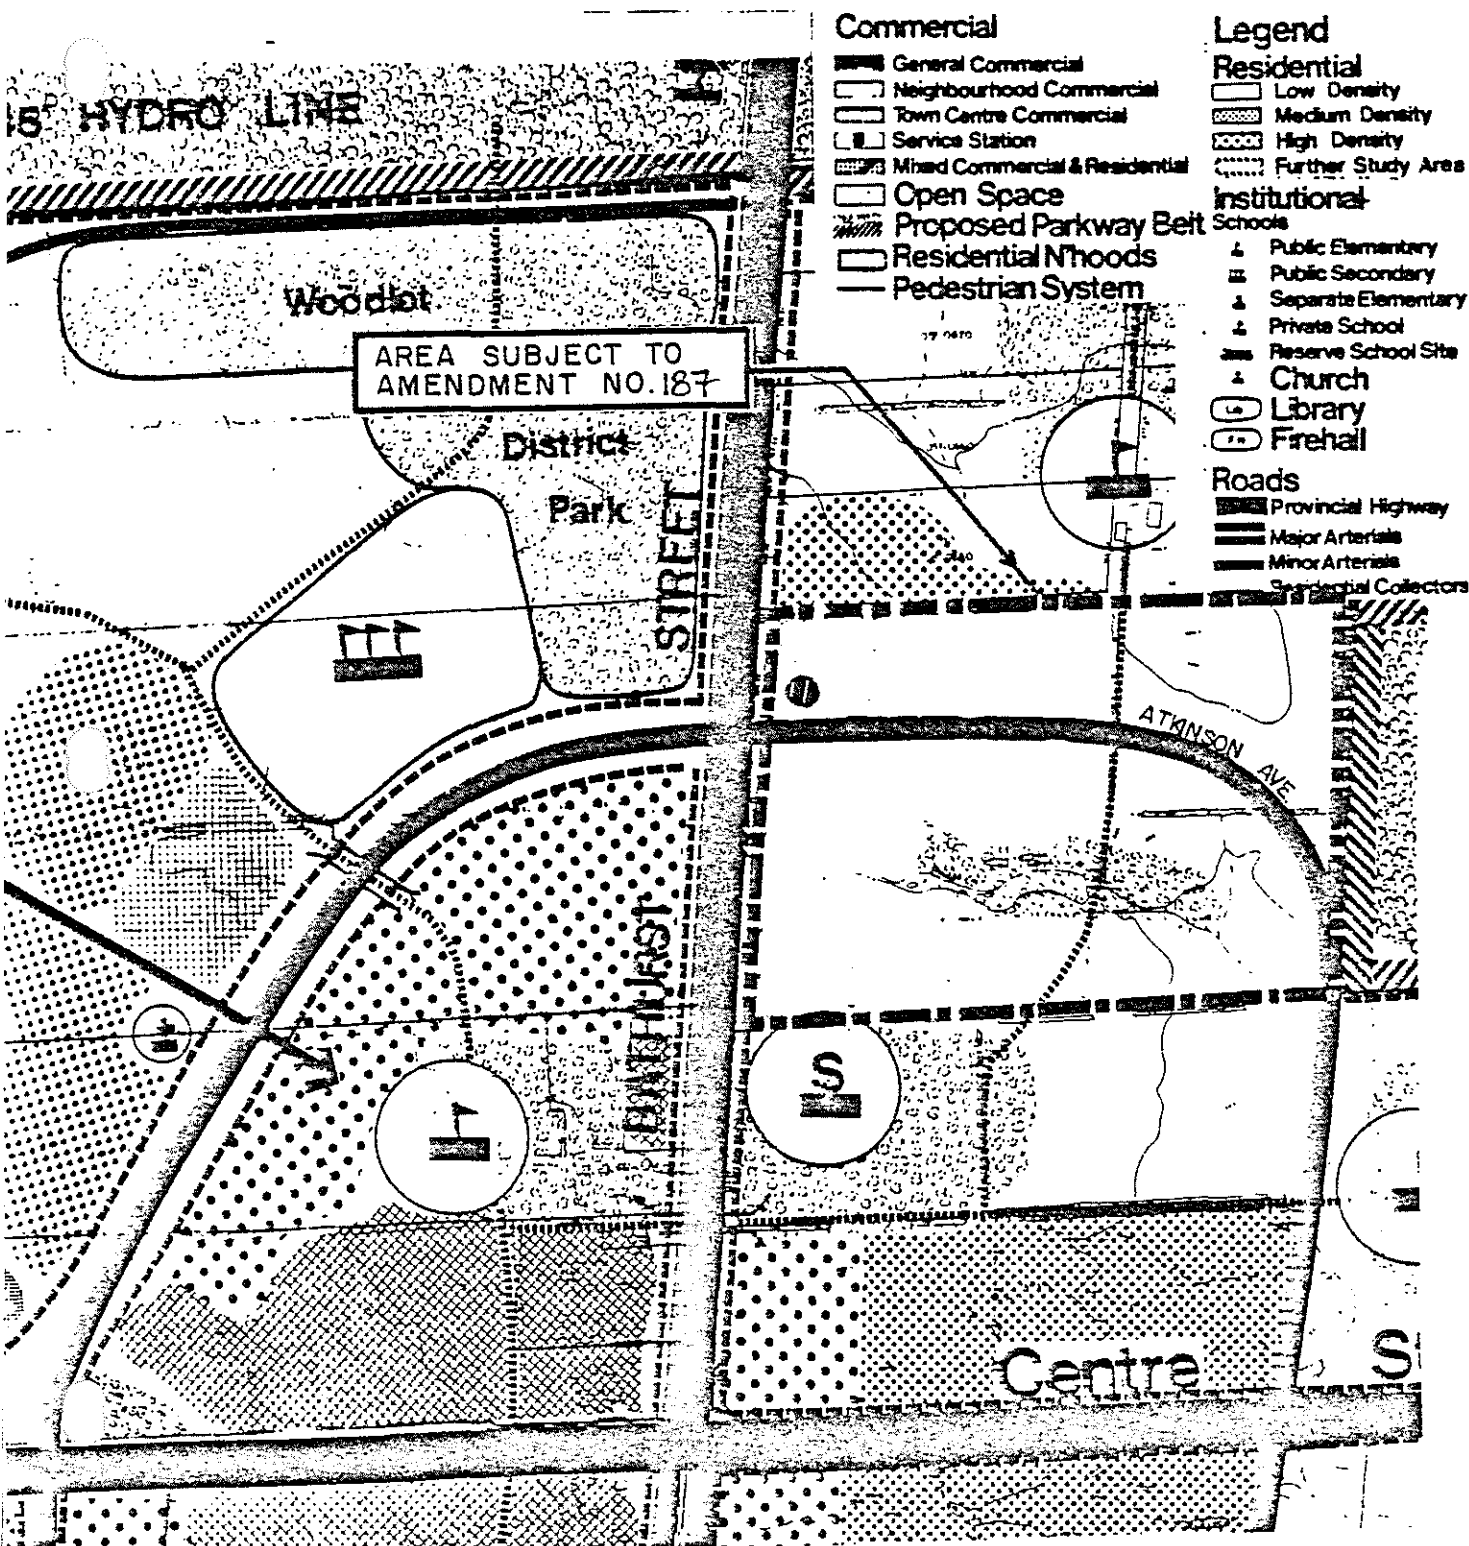 Commercial
General Commercial
Neighbourhood Commercial
Town Centre Commercial
Service Station
Mixed Commercial & Residential
Open Space
Proposed Parkway Belt
Residential N'hoods
Pedestrian System
Legend
Residential
Low Density
Medium Density
High Density
Further Study Area
Institutional
Schools
Public Elementary
Public Secondary
Separate Elementary
Private School
Reserve School Site
Church
Library
Firehall
Roads
Provincial Highway
Major Arterials
Minor Arterials
Residential Collectors
HYDRO LINE
Woodlot
AREA SUBJECT TO
AMENDMENT NO. 187
District
Park
STREET
ATKINSON AVE
BATHURST
S
Centre
S